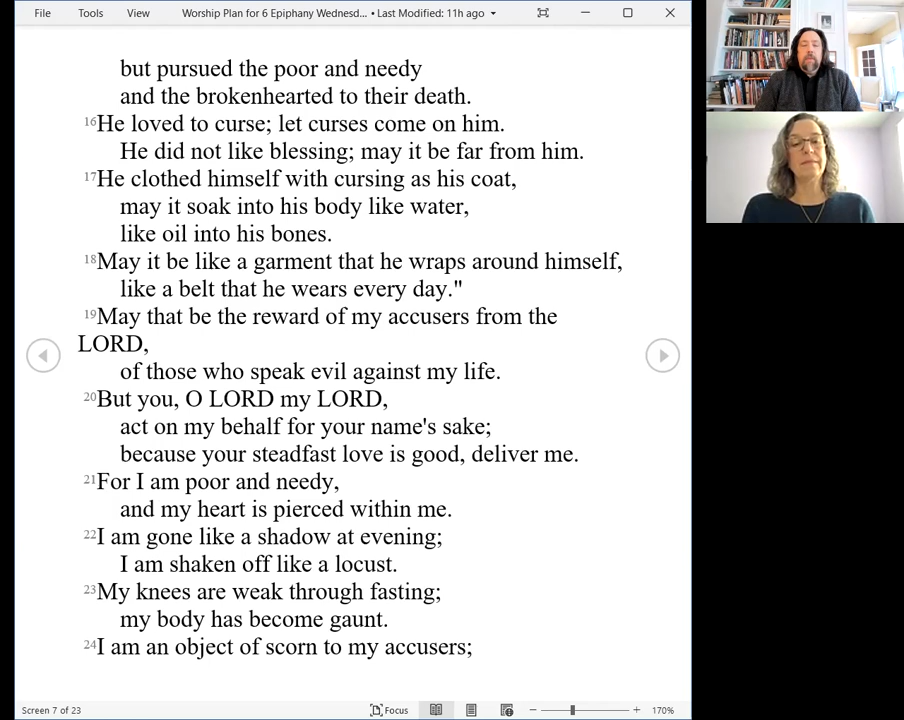 File Tools View Worship Plan for 6 Epiphany Wednesd... • Last Modified: 11h ago
but pursued the poor and needy
and the brokenhearted to their death.
16He loved to curse; let curses come on him.
He did not like blessing; may it be far from him.
17He clothed himself with cursing as his coat,
may it soak into his body like water,
like oil into his bones.
18May it be like a garment that he wraps around himself,
like a belt that he wears every day."
19May that be the reward of my accusers from the
LORD,
of those who speak evil against my life.
20But you, O LORD my LORD,
act on my behalf for your name's sake;
because your steadfast love is good, deliver me.
21For I am poor and needy,
and my heart is pierced within me.
22I am gone like a shadow at evening;
I am shaken off like a locust.
23My knees are weak through fasting;
my body has become gaunt.
24I am an object of scorn to my accusers;
Screen 7 of 23 Focus 170%